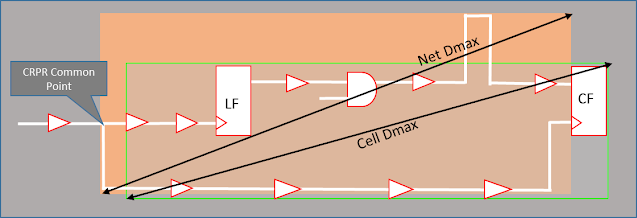 Net Dmax
CRPR Common
Point
LF
CF
Cell Dmax